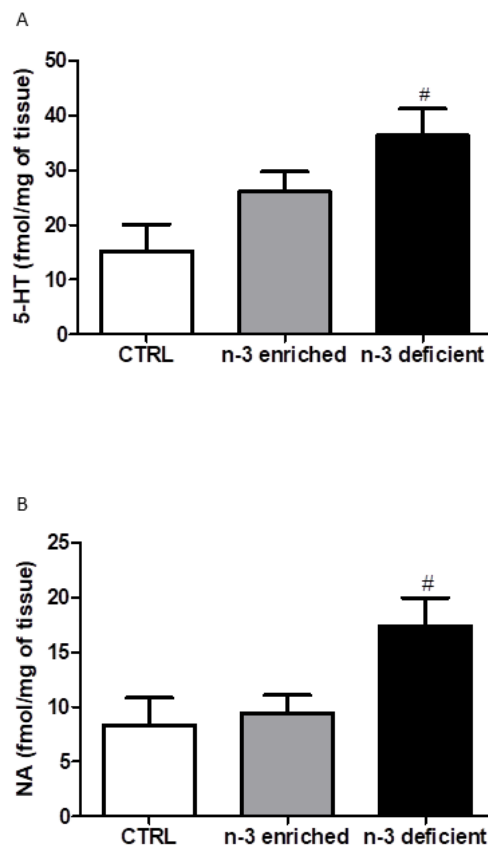 A
5-HT (fmol/mg of tissue)
50
40
30
20
10
0
#
CTRL n-3 enriched n-3 deficient
B
NA (fmol/mg of tissue)
25
20
15
10
5
0
#
CTRL n-3 enriched n-3 deficient